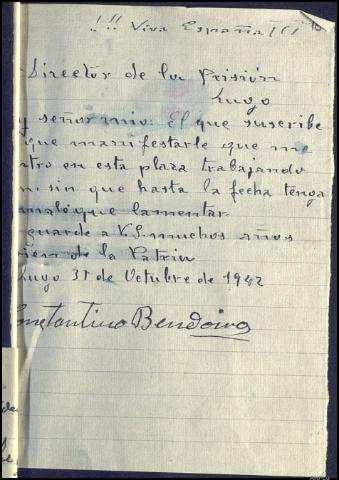 ¡!! Viva España !!!
Director de la Prisión
Lugo
y señor mio: El que suscribe
que manifestarle que me
ntro en esta plaza trabajando
sin que hasta la fecha tenga
que lamentar
guarde a V.S. muchos años
de la Patria
Lugo 31 de Octubre de 1942
onstantino Bendoiro